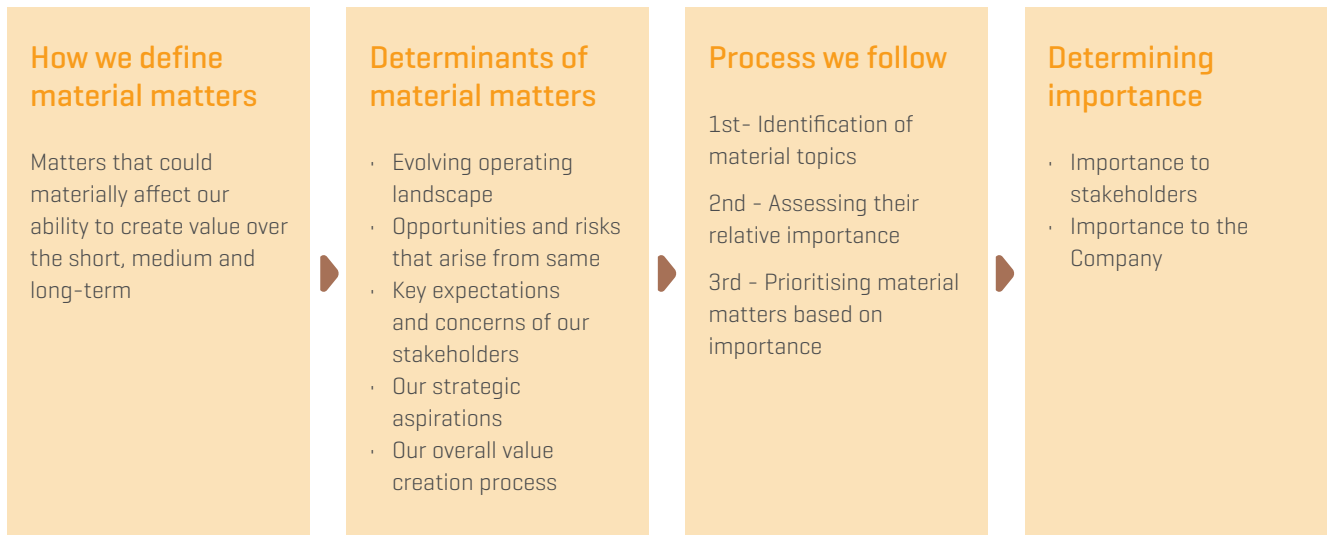 How we define
material matters
Matters that could
materially affect our
ability to create value over
the short, medium and
long-term
Determinants of
material matters
· Evolving operating
landscape
· Opportunities and risks
that arise from same
· Key expectations
and concerns of our
stakeholders
· Our strategic
aspirations
· Our overall value
creation process
Process we follow
1st- Identification of
material topics
2nd - Assessing their
relative importance
3rd - Prioritising material
matters based on
importance
Determining
importance
· Importance to
stakeholders
· Importance to the
Company